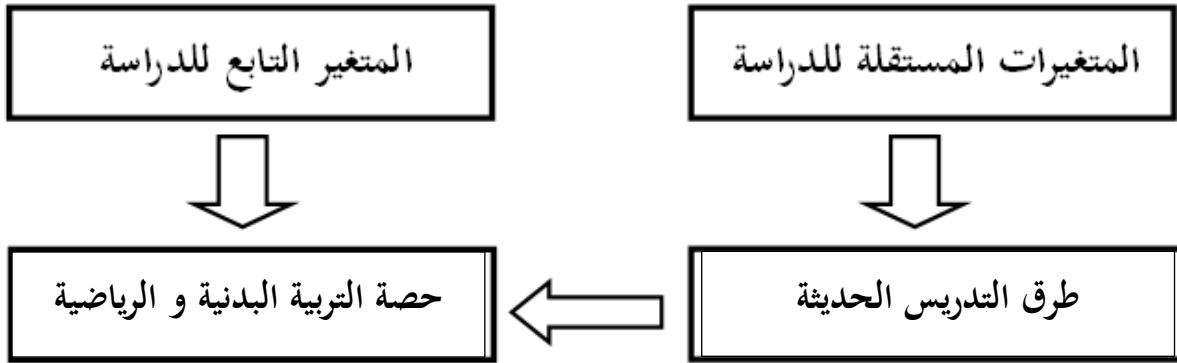 المتغيرات المستقلة للدراسة
المتغير التابع للدراسة
طرق التدريس الحديثة
حصة التربية البدنية و الرياضية